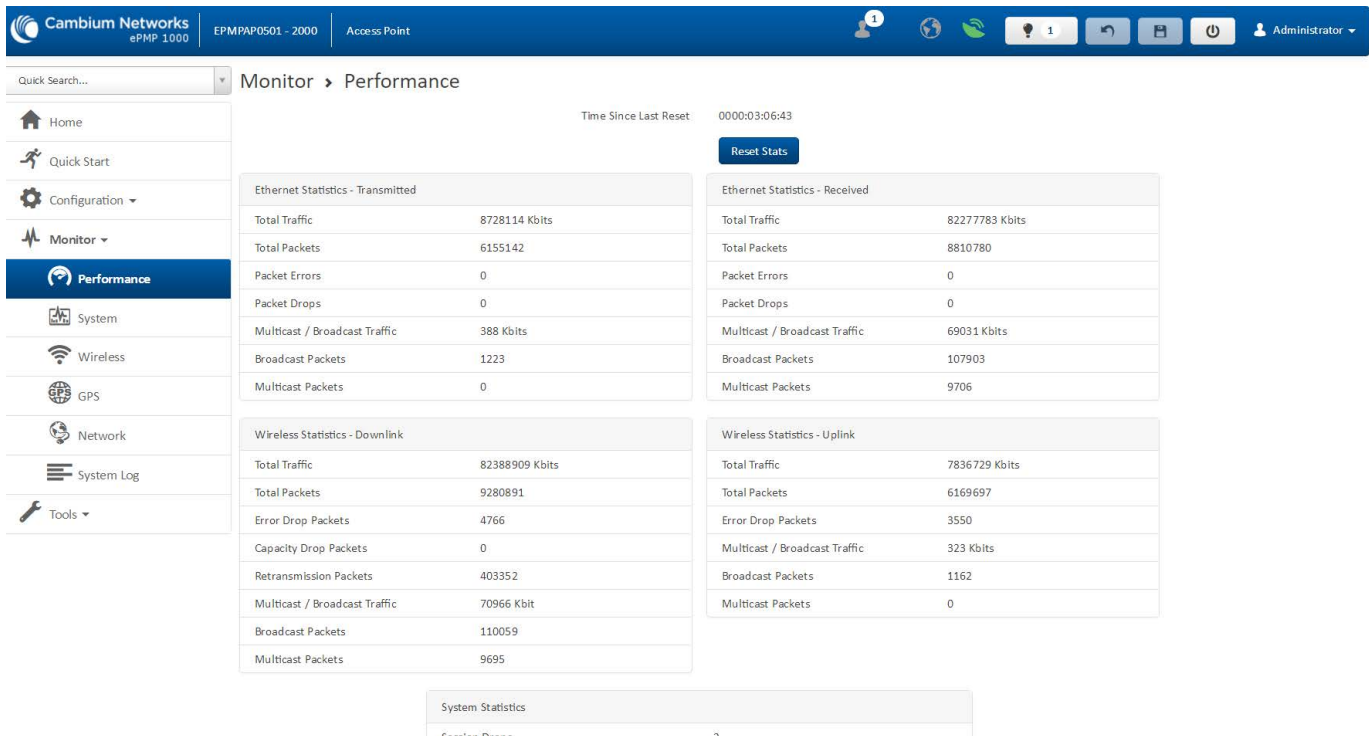 Cambium Networks
ePMP 1000
EPMPAP0501 - 2000
Access Point
1
1
Administrator
Quick Search...
Home
Quick Start
Configuration
Monitor
Performance
System
Wireless
GPS
GPS
Network
System Log
Tools
Monitor > Performance
Time Since Last Reset 0000:03:06:43
Reset Stats
Ethernet Statistics - Transmitted
Total Traffic 8728114 Kbits
Total Packets 6155142
Packet Errors 0
Packet Drops 0
Multicast / Broadcast Traffic 388 Kbits
Broadcast Packets 1223
Multicast Packets 0
Ethernet Statistics - Received
Total Traffic 82277783 Kbits
Total Packets 8810780
Packet Errors 0
Packet Drops 0
Multicast / Broadcast Traffic 69031 Kbits
Broadcast Packets 107903
Multicast Packets 9706
Wireless Statistics - Downlink
Total Traffic 82388909 Kbits
Total Packets 9280891
Error Drop Packets 4766
Capacity Drop Packets 0
Retransmission Packets 403352
Multicast / Broadcast Traffic 70966 Kbit
Broadcast Packets 110059
Multicast Packets 9695
Wireless Statistics - Uplink
Total Traffic 7836729 Kbits
Total Packets 6169697
Error Drop Packets 3550
Multicast / Broadcast Traffic 323 Kbits
Broadcast Packets 1162
Multicast Packets 0
System Statistics